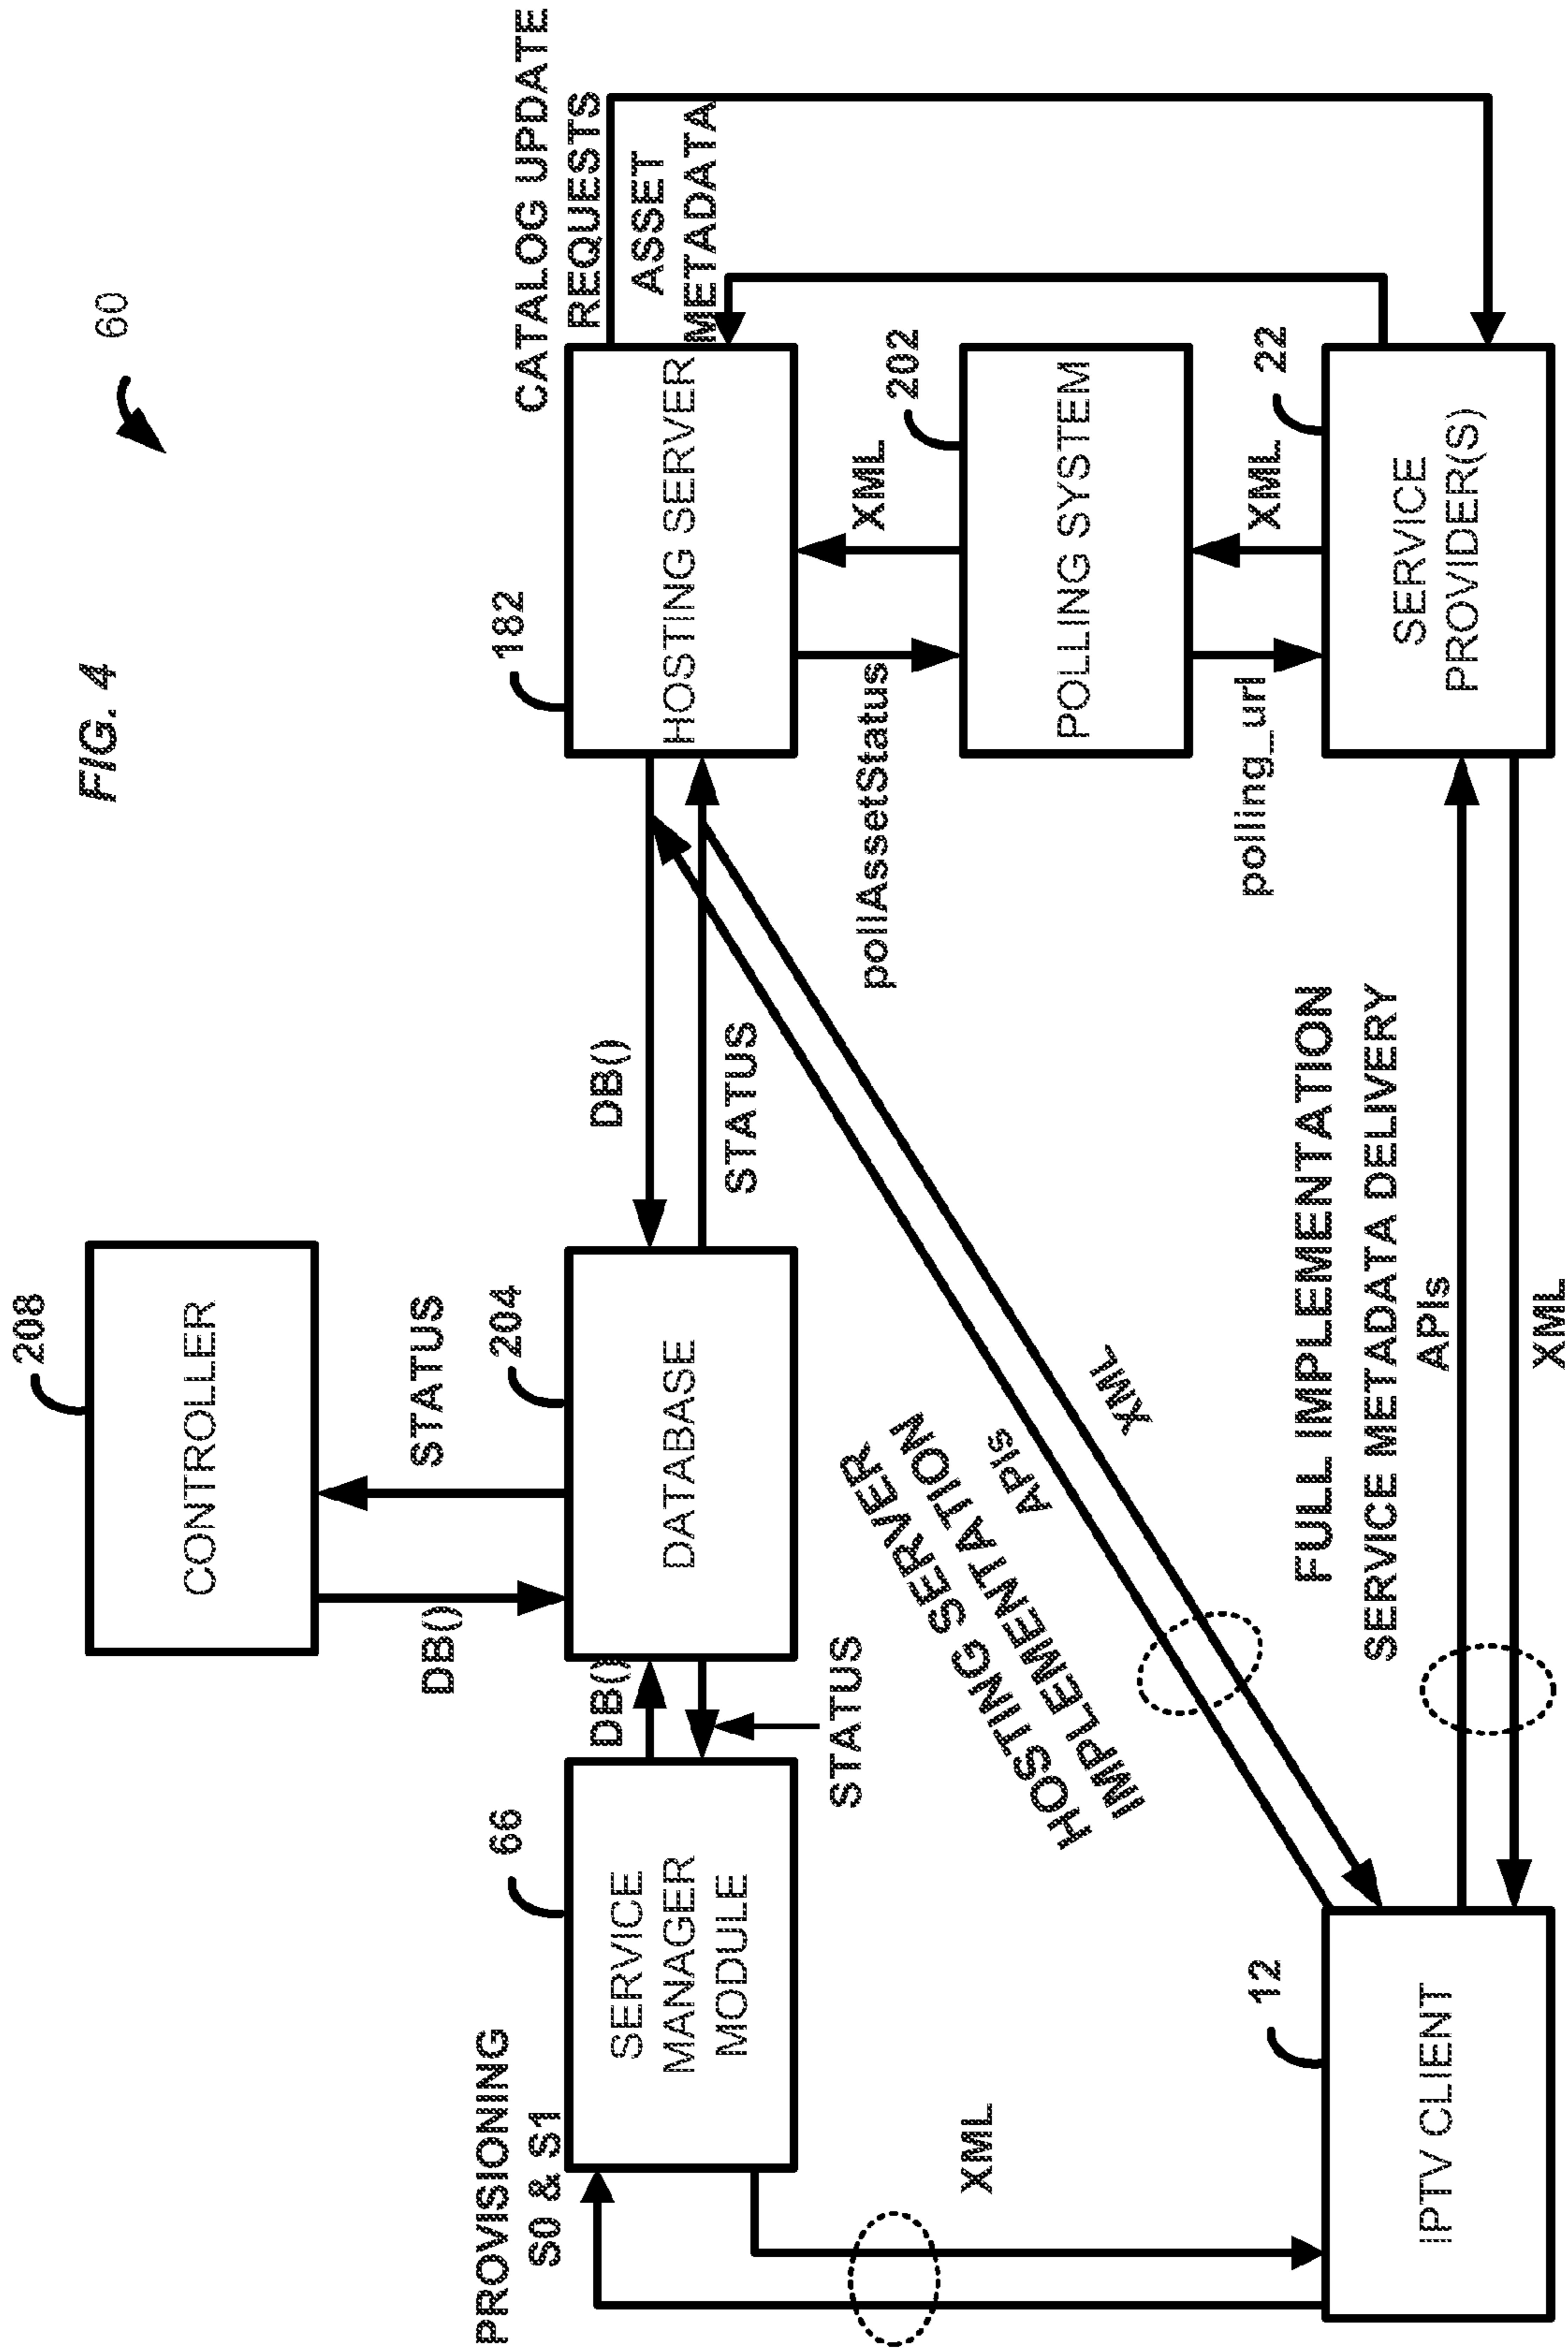 FIG. 4
60
208
CONTROLLER
DB()
STATUS
PROVISIONING
S0 & S1
66
SERVICE
MANAGER
MODULE
DB()
STATUS
204
DATABASE
DB()
STATUS
182
HOSTING SERVER
CATALOG UPDATE
REQUESTS
ASSET
METADATA
XML
HOSTING SERVER
IMPLEMENTATION
APIs
XML
pollAssetStatus
XML
202
POLLING SYSTEM
polling_url
XML
22
SERVICE
PROVIDER(S)
12
IPTV CLIENT
FULL IMPLEMENTATION
SERVICE METADATA DELIVERY
APIs
XML